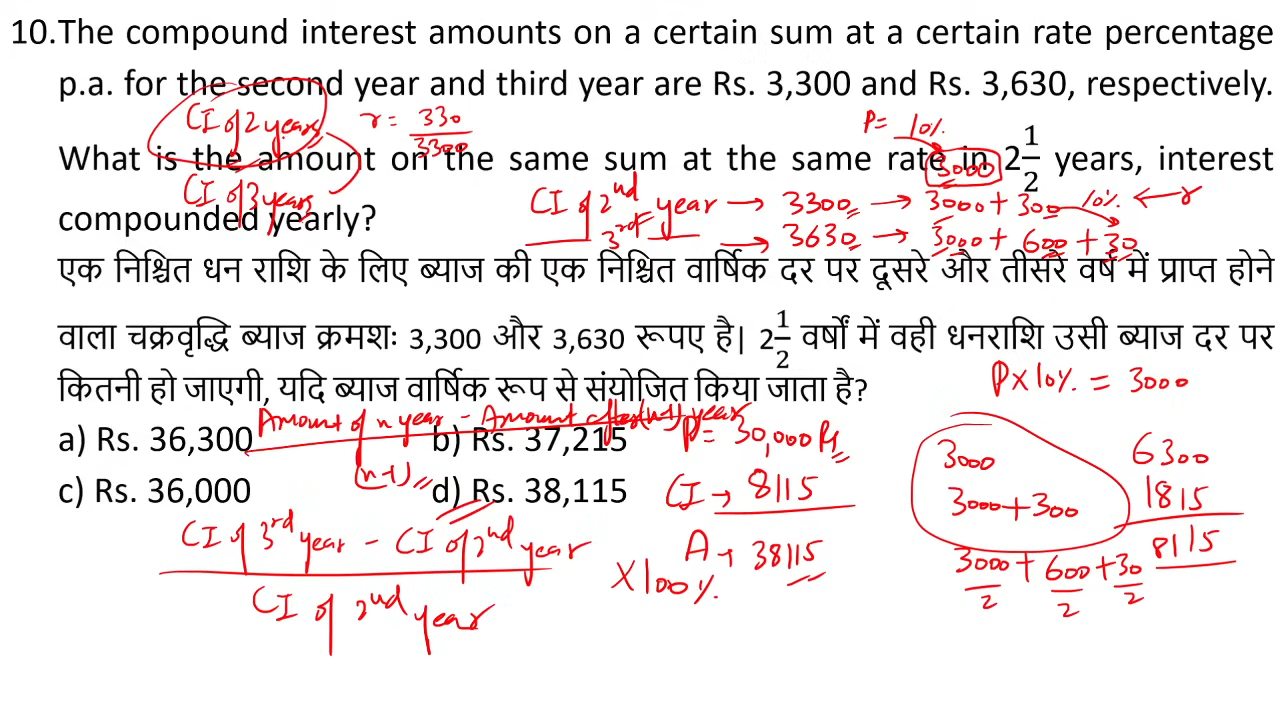 10.The compound interest amounts on a certain sum at a certain rate percentage
p.a. for the second year and third year are Rs. 3,300 and Rs. 3,630, respectively.
CI of 2 years r = 330/3300 P = 10%
What is the amount on the same sum at the same rate in 2 1/2 years, interest
3000
CI of 3 years CI of 2nd year → 3300 → 3000 + 300 10% ← r
compounded yearly?
3rd → 3630 → 3000 + 600 + 30
एक निश्चित धन राशि के लिए ब्याज की एक निश्चित वार्षिक दर पर दूसरे और तीसरे वर्ष में प्राप्त होने
वाला चक्रवृद्धि ब्याज क्रमशः 3,300 और 3,630 रूपए है| 2 1/2 वर्षों में वही धनराशि उसी ब्याज दर पर
कितनी हो जाएगी, यदि ब्याज वार्षिक रूप से संयोजित किया जाता है?
P x 10% = 3000
Amount of n year - Amount after (n-1) year
a) Rs. 36,300 b) Rs. 37,215 P = 30,000 Rs
(n-1)
3000 6300
c) Rs. 36,000 d) Rs. 38,115 CI → 8115
3000 + 300 1815
CI of 3rd year - CI of 2nd year A → 38115
3000/2 + 600/2 + 30/2 8115
CI of 2nd year X 100%